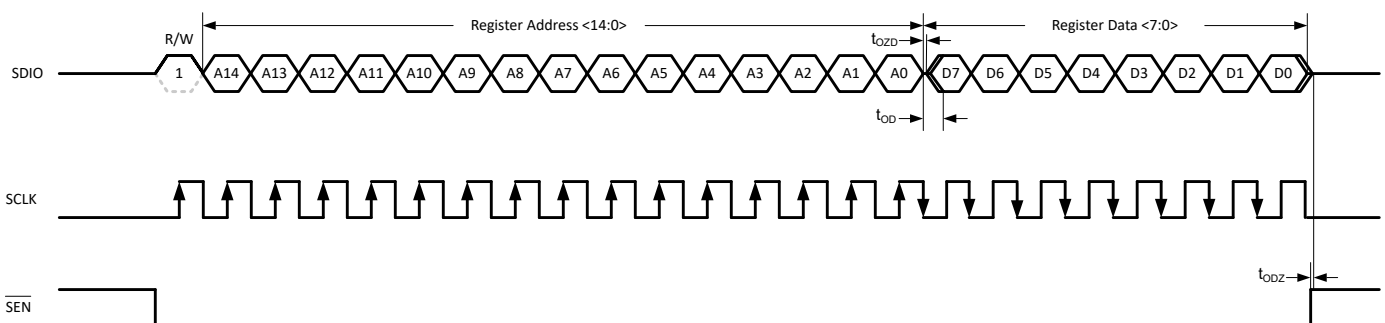 Register Address <14:0>
Register Data <7:0>
R/W
tOZD
SDIO
1 A14 A13 A12 A11 A10 A9 A8 A7 A6 A5 A4 A3 A2 A1 A0 D7 D6 D5 D4 D3 D2 D1 D0
tOD
SCLK
tODZ
SEN